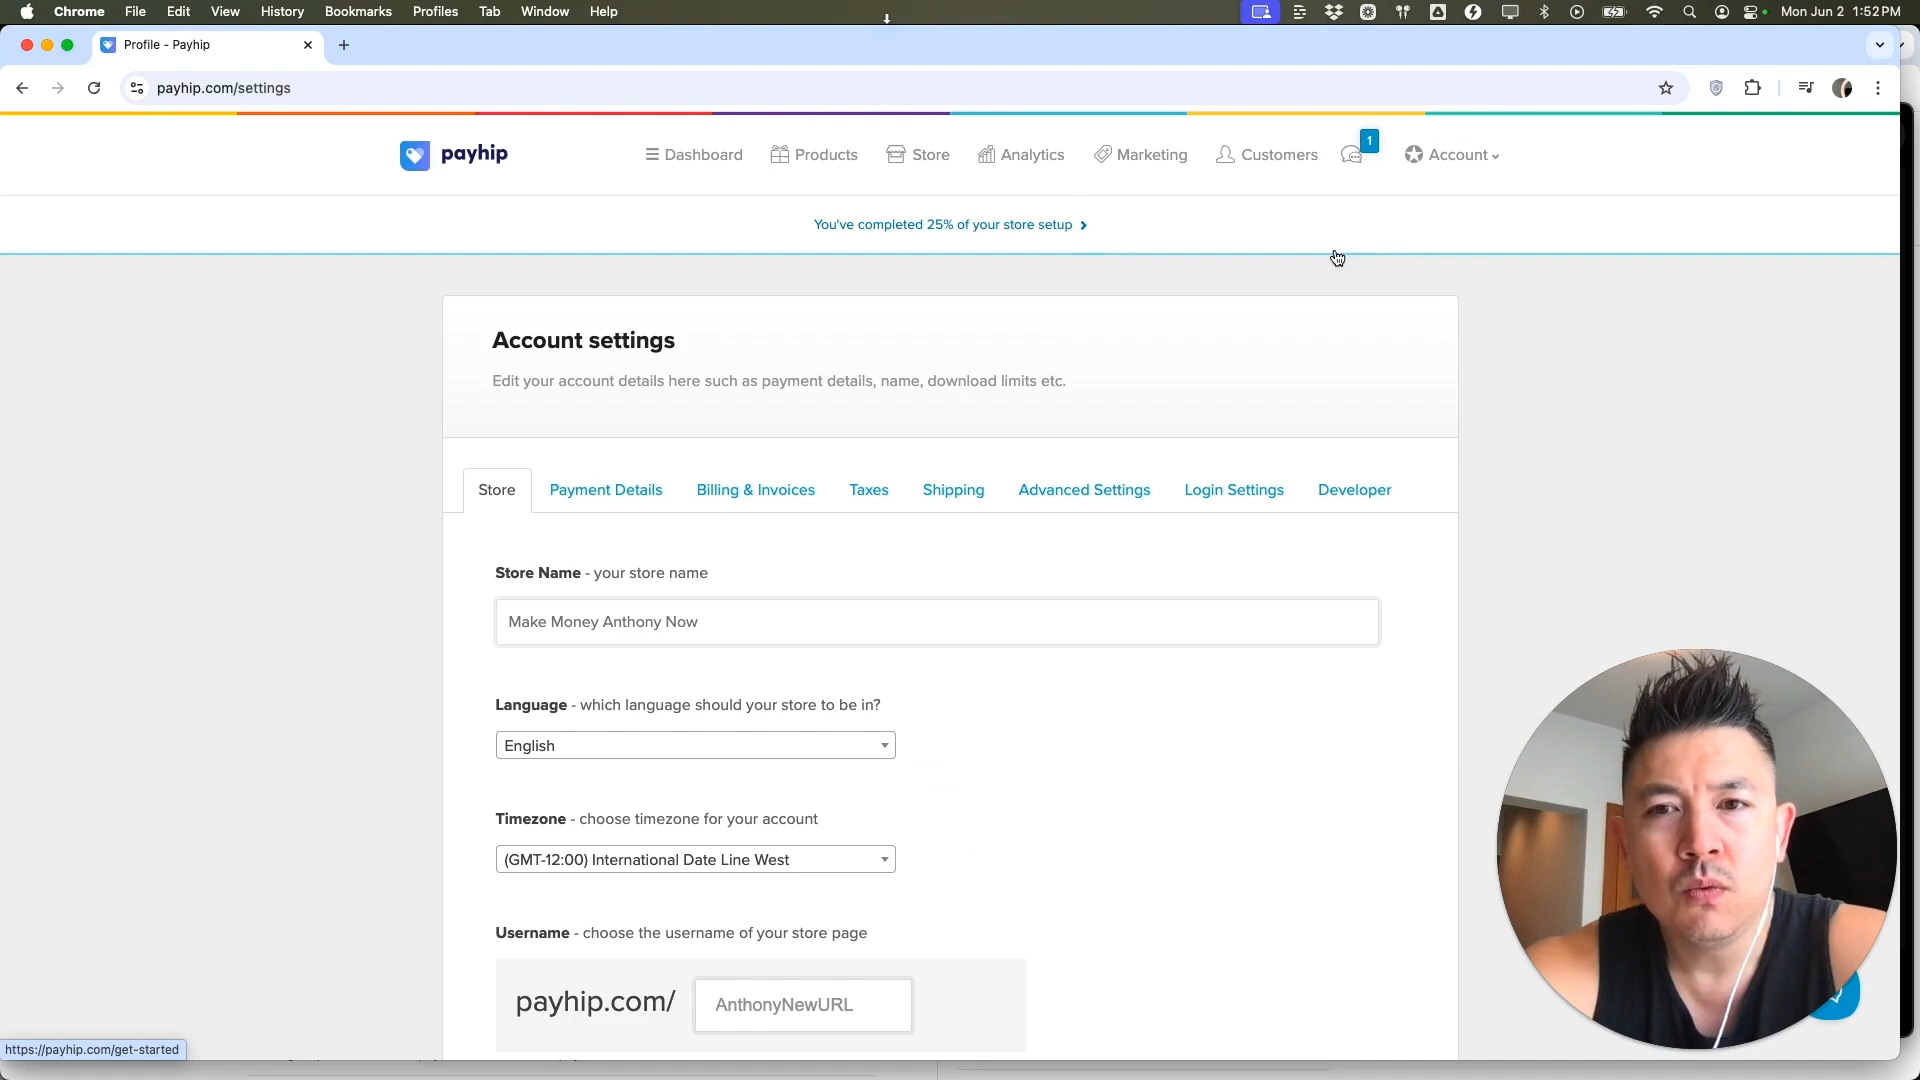 Chrome File Edit View History Bookmarks Profiles Tab Window Help Mon Jun 2 1:52 PM
Profile - Payhip
payhip.com/settings
payhip Dashboard Products Store Analytics Marketing Customers 1 Account
You've completed 25% of your store setup
Account settings
Edit your account details here such as payment details, name, download limits etc.
Store Payment Details Billing & Invoices Taxes Shipping Advanced Settings Login Settings Developer
Store Name - your store name
Make Money Anthony Now
Language - which language should your store to be in?
English
Timezone - choose timezone for your account
(GMT-12:00) International Date Line West
Username - choose the username of your store page
payhip.com/ AnthonyNewURL
https://payhip.com/get-started